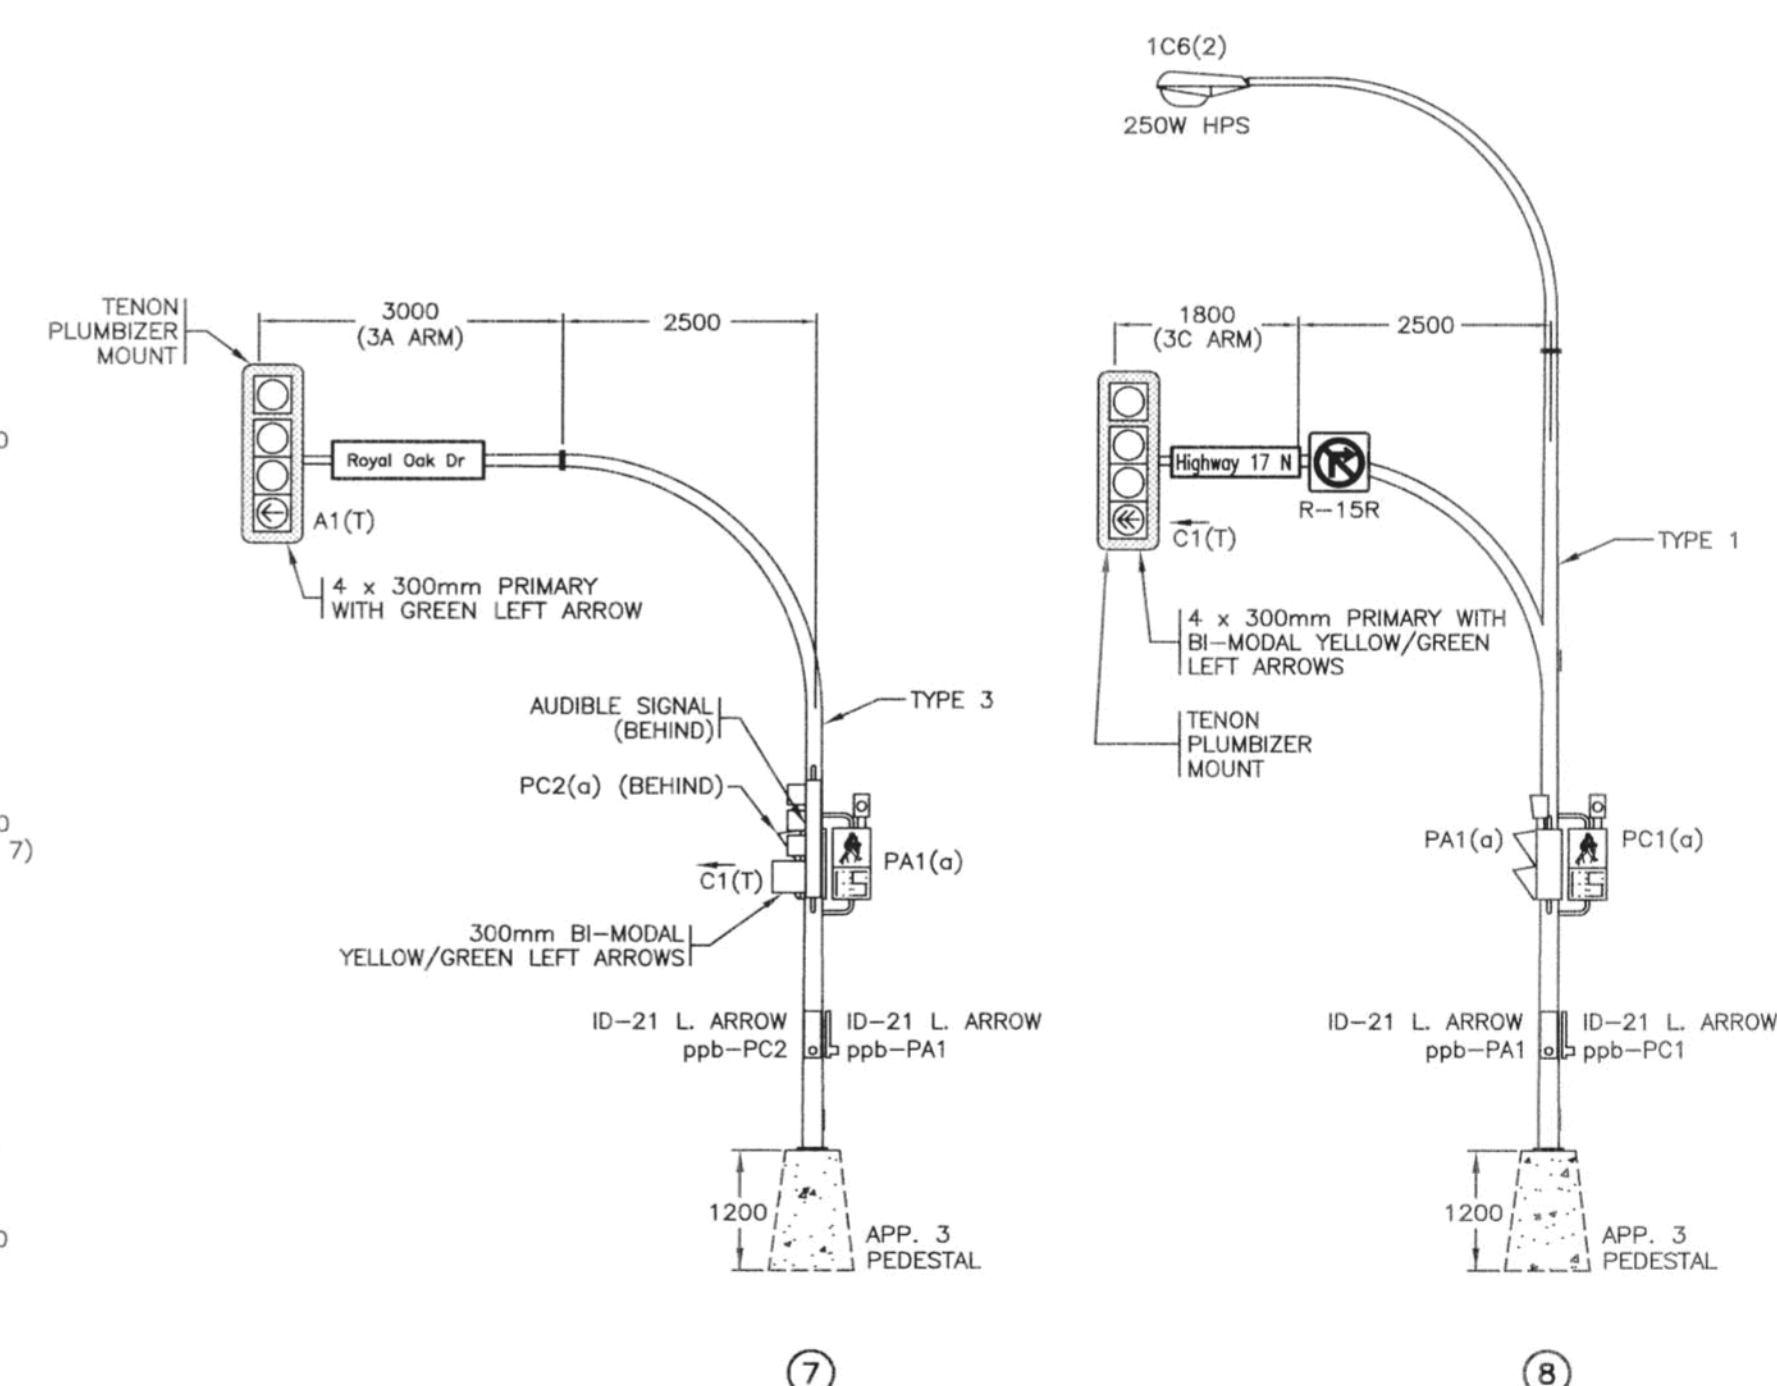 1C6(2)
250W HPS
TENON
PLUMBIZER
MOUNT
3000
(3A ARM)
2500
Royal Oak Dr
A1(T)
4 x 300mm PRIMARY
WITH GREEN LEFT ARROW
TYPE 3
AUDIBLE SIGNAL
(BEHIND)
PC2(a) (BEHIND)
C1(T)
PA1(a)
300mm BI-MODAL
YELLOW/GREEN LEFT ARROWS
ID-21 L. ARROW
ppb-PC2
ID-21 L. ARROW
ppb-PA1
1200
APP. 3
PEDESTAL
7
1800
(3C ARM)
2500
Highway 17 N
R-15R
C1(T)
TYPE 1
4 x 300mm PRIMARY WITH
BI-MODAL YELLOW/GREEN
LEFT ARROWS
TENON
PLUMBIZER
MOUNT
PA1(a)
PC1(a)
ID-21 L. ARROW
ppb-PA1
ID-21 L. ARROW
ppb-PC1
1200
APP. 3
PEDESTAL
8
7)